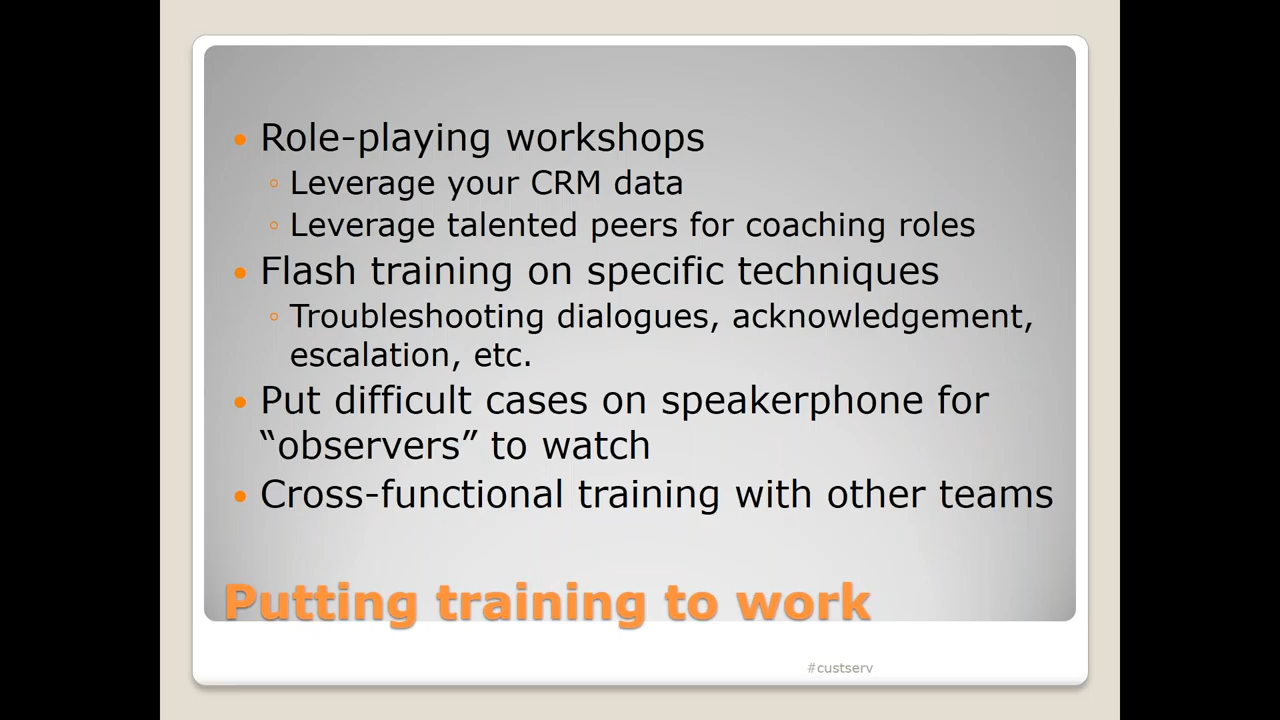 Role-playing workshops
Leverage your CRM data
Leverage talented peers for coaching roles
Flash training on specific techniques
Troubleshooting dialogues, acknowledgement,
escalation, etc.
Put difficult cases on speakerphone for
“observers” to watch
Cross-functional training with other teams
Putting training to work
#custserv